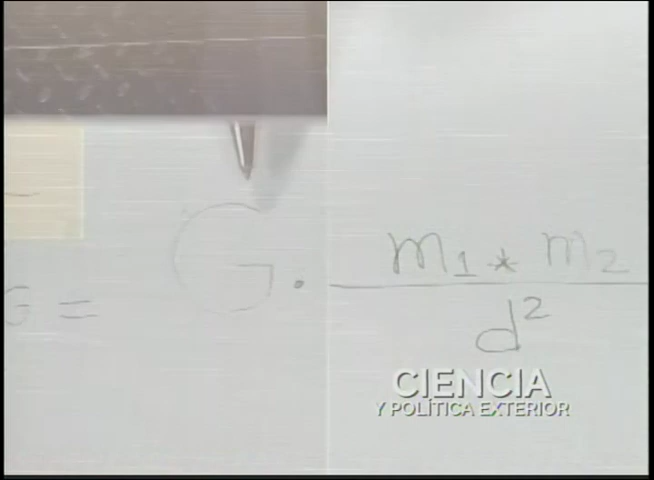 G = G · m₁ * m₂
d²
CIENCIA
Y POLÍTICA EXTERIOR